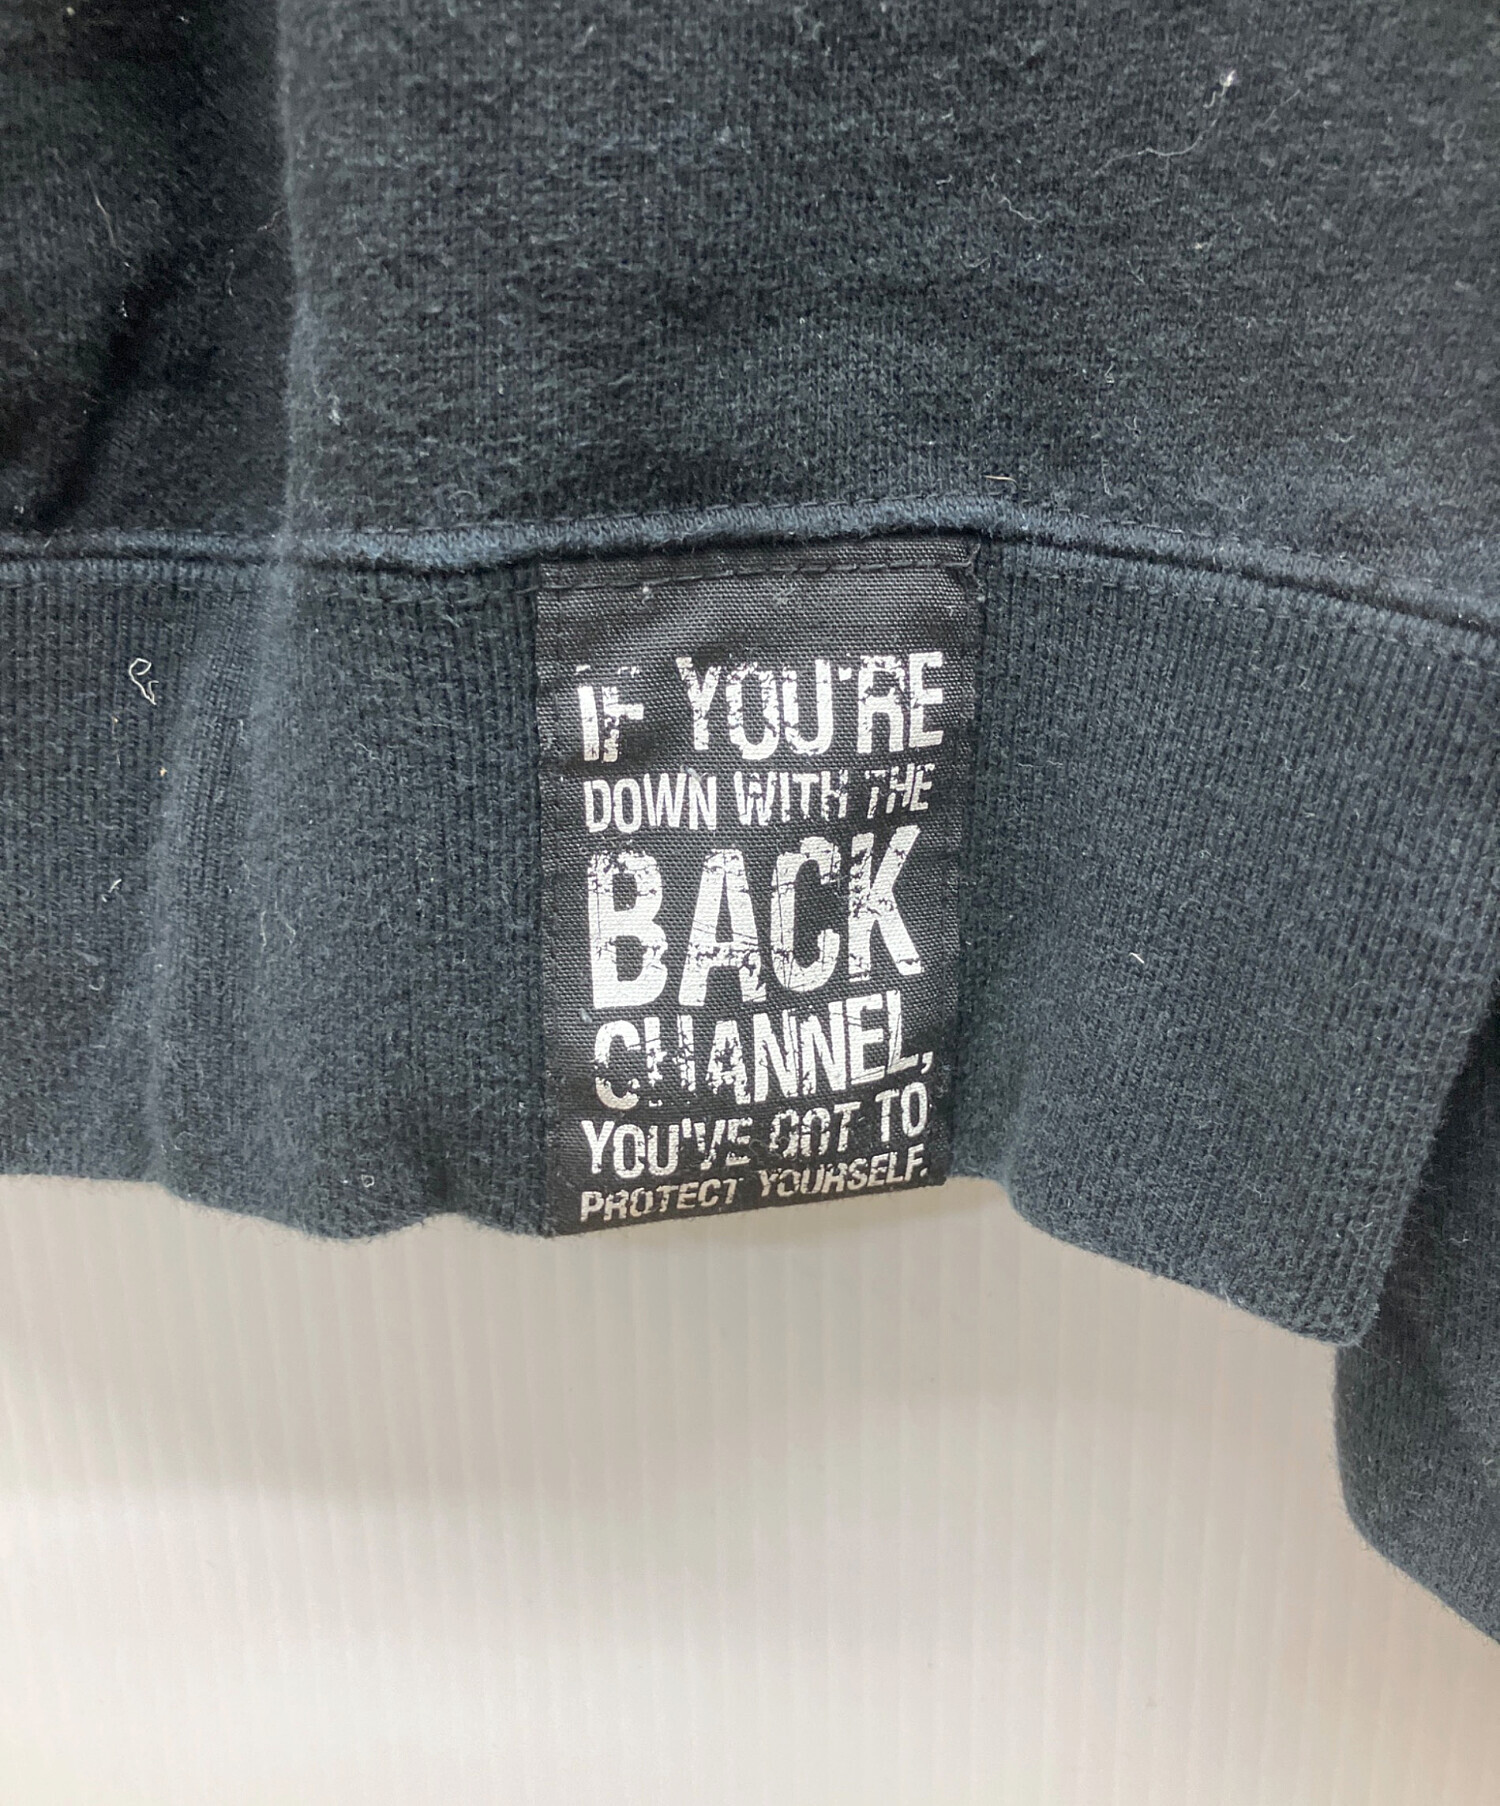 IF YOU'RE
DOWN WITH THE
BACK
CHANNEL,
YOU'VE GOT TO
PROTECT YOURSELF.